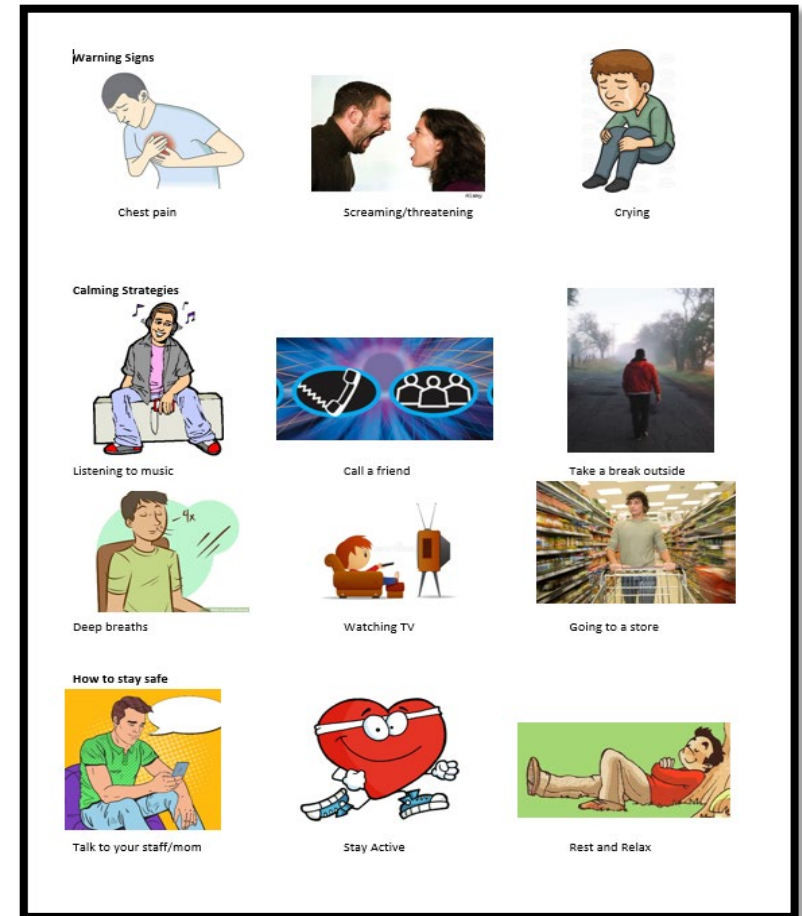 Warning Signs
Chest pain
Screaming/threatening
Crying
Calming Strategies
Listening to music
Call a friend
Take a break outside
4x
Deep breaths
Watching TV
Going to a store
How to stay safe
Talk to your staff/mom
Stay Active
Rest and Relax